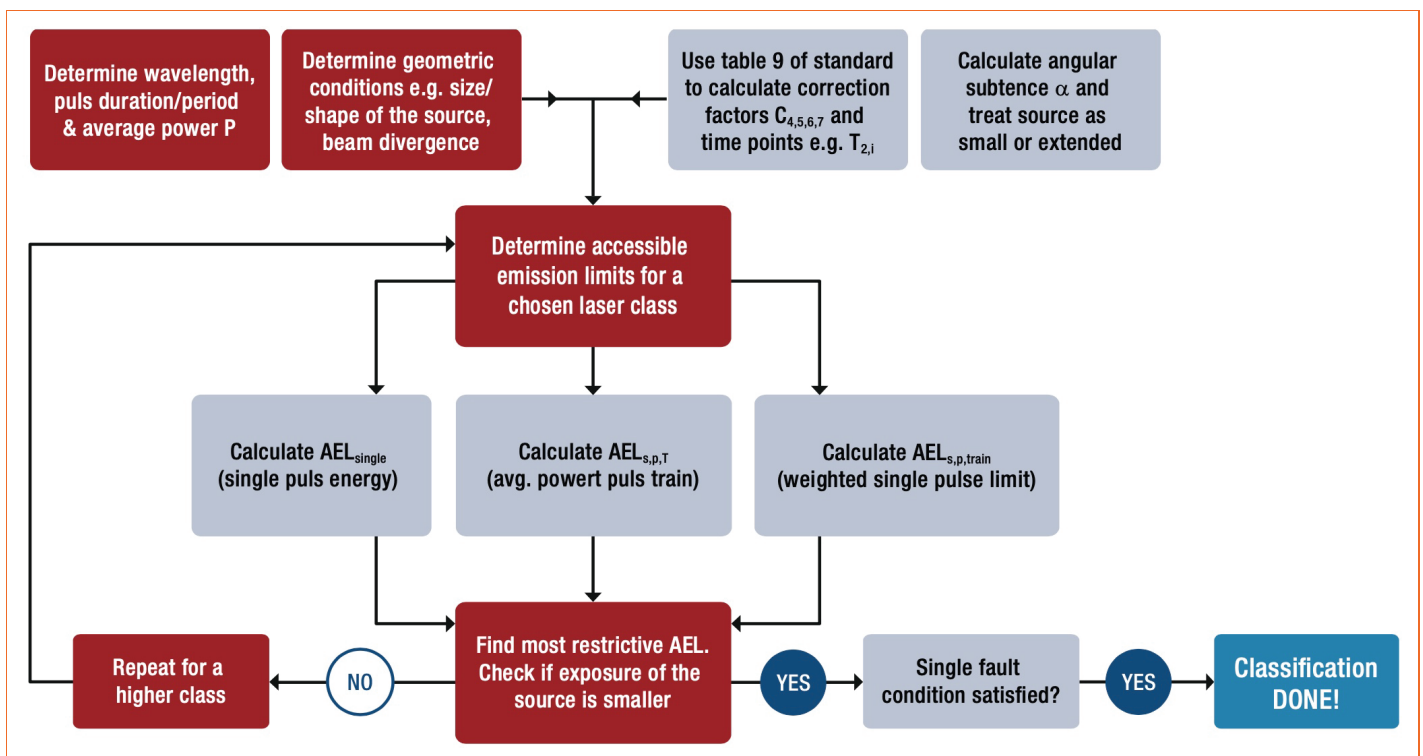 Determine wavelength,
puls duration/period
& average power P
Determine geometric
conditions e.g. size/
shape of the source,
beam divergence
Use table 9 of standard
to calculate correction
factors C4,5,6,7 and
time points e.g. T2,i
Calculate angular
subtence α and
treat source as
small or extended
Determine accessible
emission limits for a
chosen laser class
Calculate AELsingle
(single puls energy)
Calculate AELs,p,T
(avg. powert puls train)
Calculate AELs,p,train
(weighted single pulse limit)
Repeat for a
higher class
NO
Find most restrictive AEL.
Check if exposure of the
source is smaller
YES
Single fault
condition satisfied?
YES
Classification
DONE!